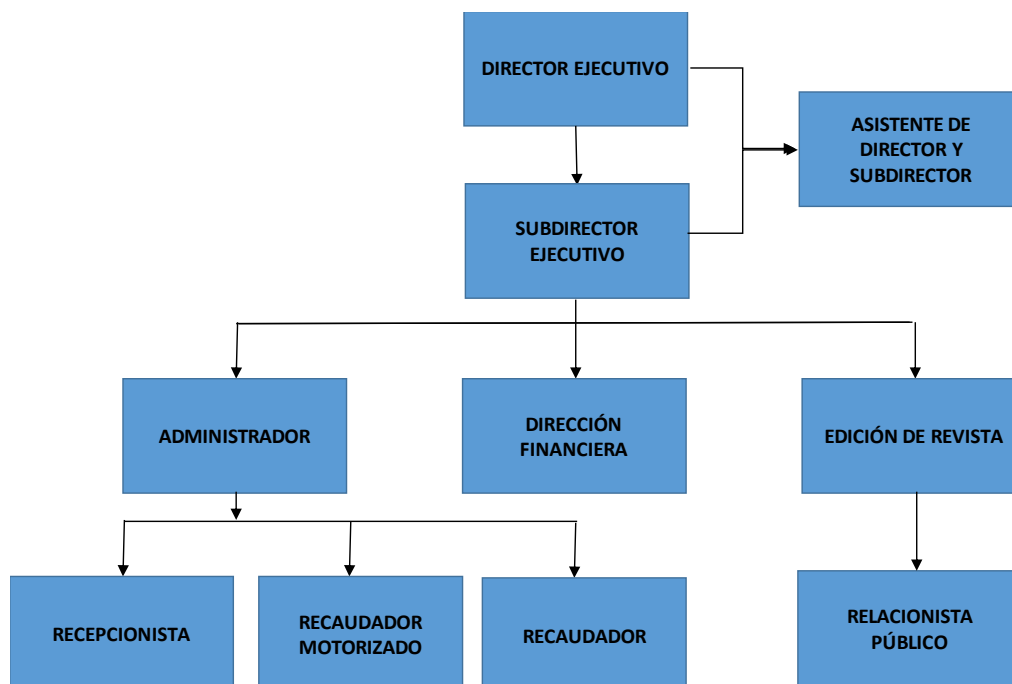 DIRECTOR EJECUTIVO
ASISTENTE DE
DIRECTOR Y
SUBDIRECTOR
SUBDIRECTOR
EJECUTIVO
ADMINISTRADOR
DIRECCIÓN
FINANCIERA
EDICIÓN DE REVISTA
RECEPCIONISTA
RECAUDADOR
MOTORIZADO
RECAUDADOR
RELACIONISTA
PÚBLICO